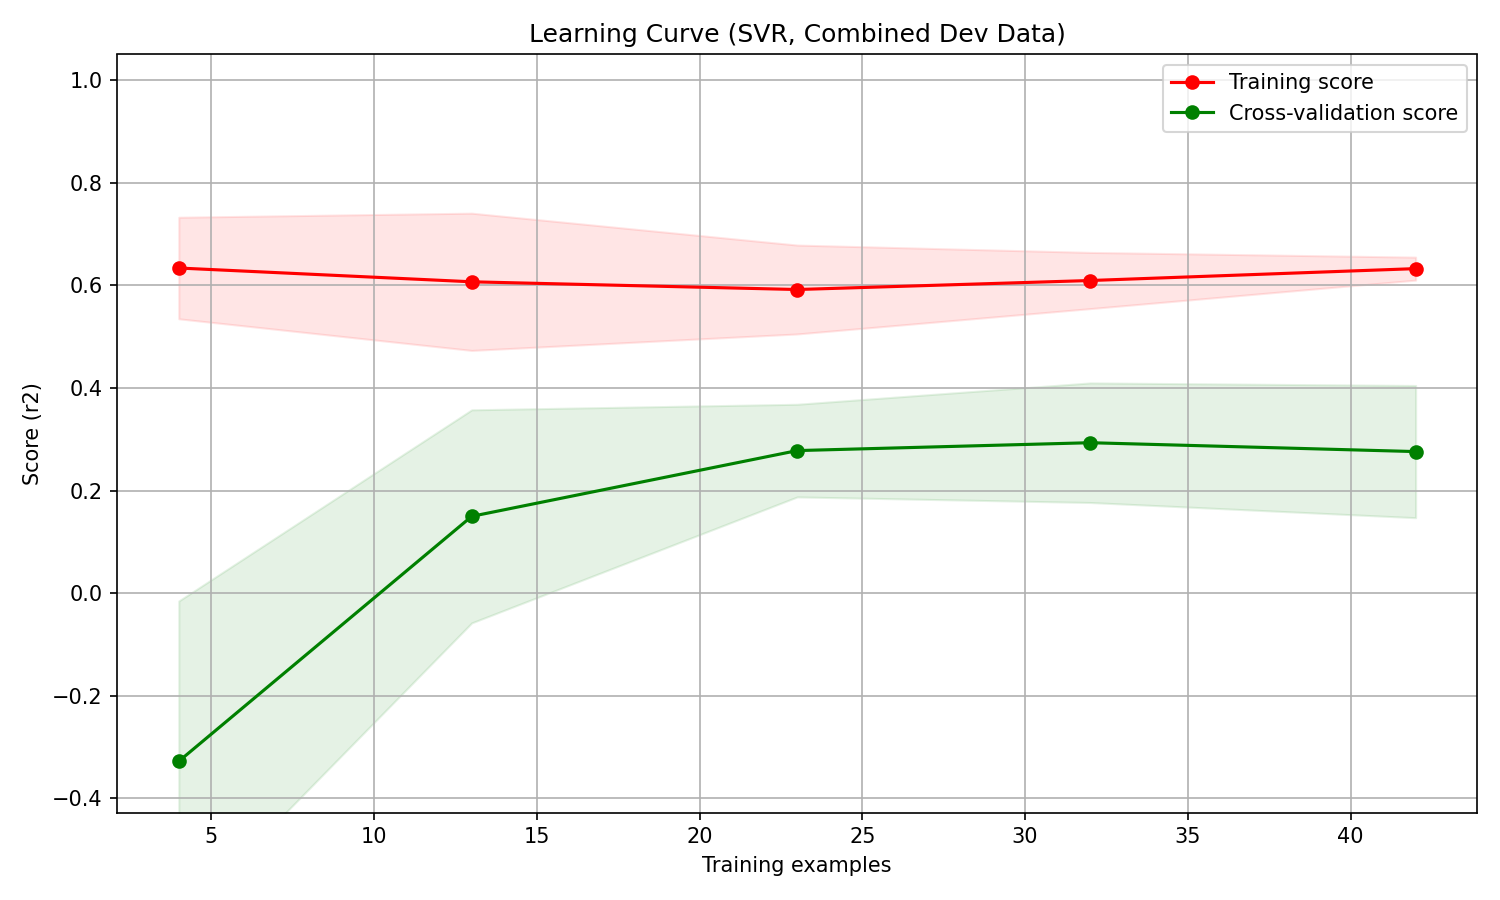 Learning Curve (SVR, Combined Dev Data)
Training score
Cross-validation score
1.0
0.8
0.6
0.4
0.2
0.0
−0.2
−0.4
Score (r2)
5 10 15 20 25 30 35 40
Training examples